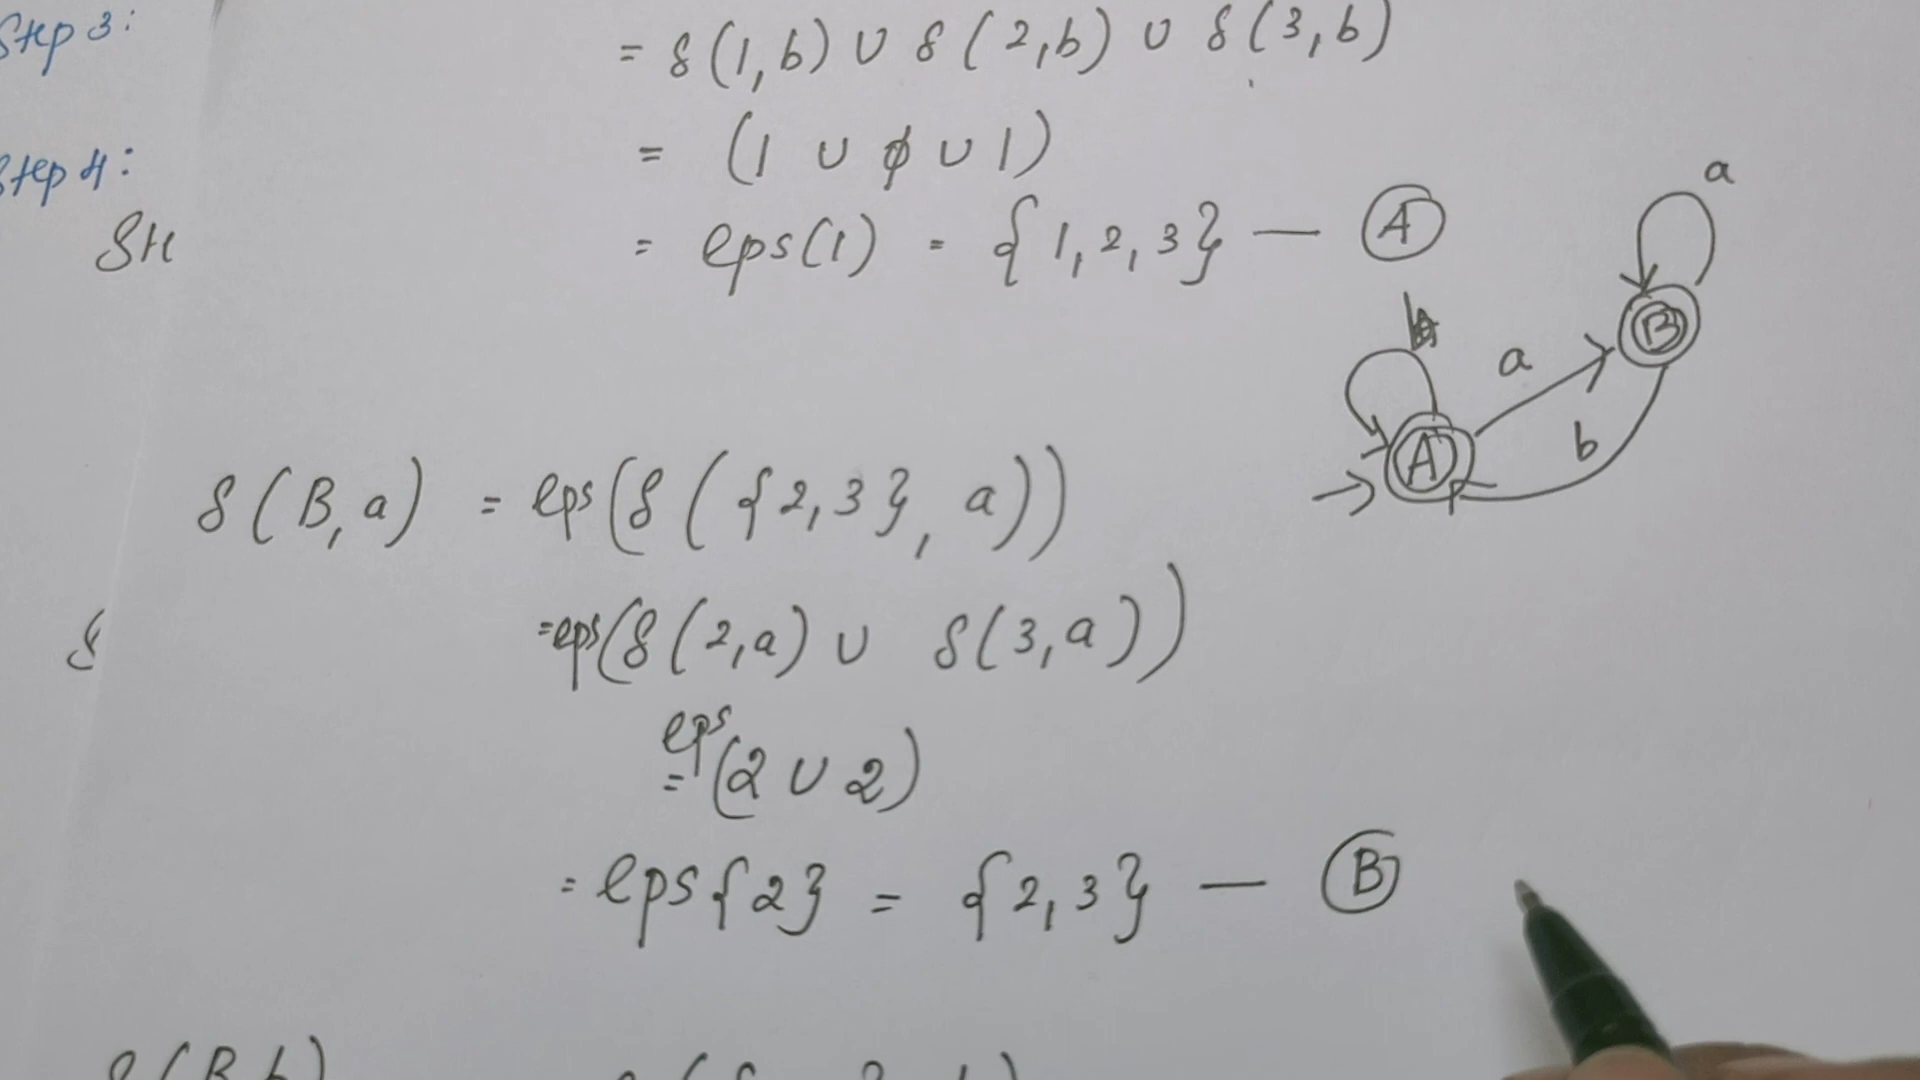 Step 3:
= δ(1,b) ∪ δ(2,b) ∪ δ(3,b)
= (1 ∪ ϕ ∪ 1)
Step 4:
= eps(1) = {1,2,3} — A
St
a
B
a
A
b
δ(B,a) = eps(δ({2,3}, a))
=eps(δ(2,a) ∪ δ(3,a))
δ
= eps(2 ∪ 2)
= eps{2} = {2,3} — B